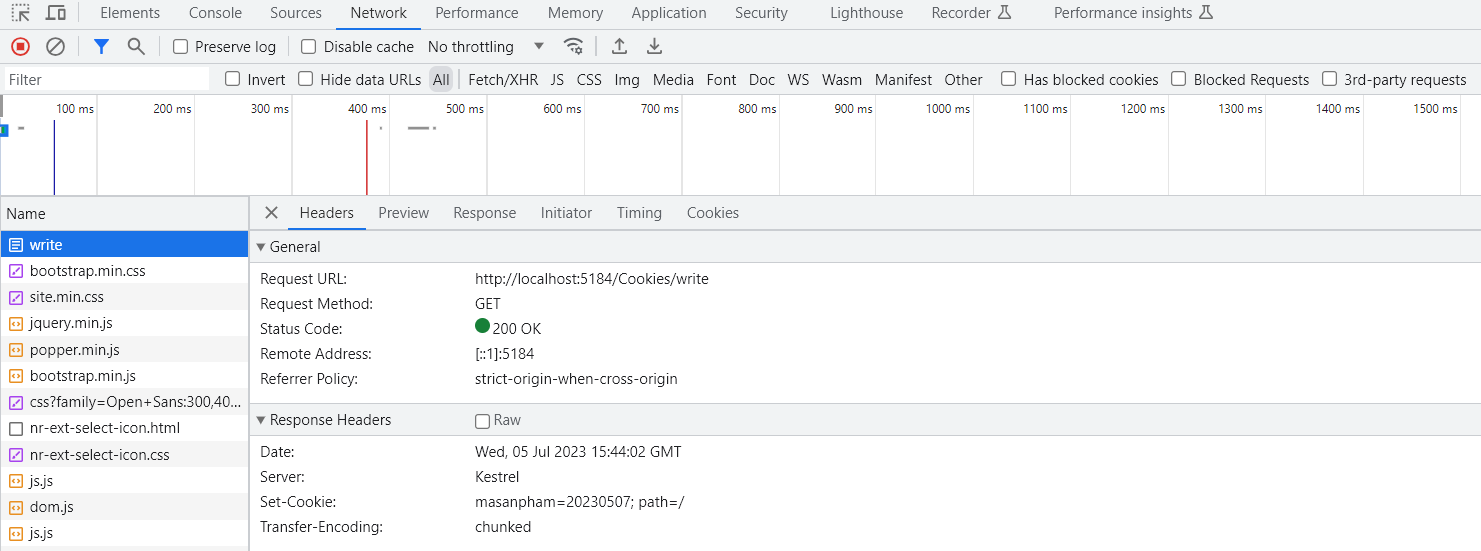 Elements Console Sources Network Performance Memory Application Security Lighthouse Recorder Performance insights
Preserve log Disable cache No throttling
Filter Invert Hide data URLs All Fetch/XHR JS CSS Img Media Font Doc WS Wasm Manifest Other Has blocked cookies Blocked Requests 3rd-party requests
100 ms 200 ms 300 ms 400 ms 500 ms 600 ms 700 ms 800 ms 900 ms 1000 ms 1100 ms 1200 ms 1300 ms 1400 ms 1500 ms
Name
write
bootstrap.min.css
site.min.css
jquery.min.js
popper.min.js
bootstrap.min.js
css?family=Open+Sans:300,40...
nr-ext-select-icon.html
nr-ext-select-icon.css
js.js
dom.js
js.js
Headers Preview Response Initiator Timing Cookies
General
Request URL: http://localhost:5184/Cookies/write
Request Method: GET
Status Code: 200 OK
Remote Address: [::1]:5184
Referrer Policy: strict-origin-when-cross-origin
Response Headers Raw
Date: Wed, 05 Jul 2023 15:44:02 GMT
Server: Kestrel
Set-Cookie: masanpham=20230507; path=/
Transfer-Encoding: chunked